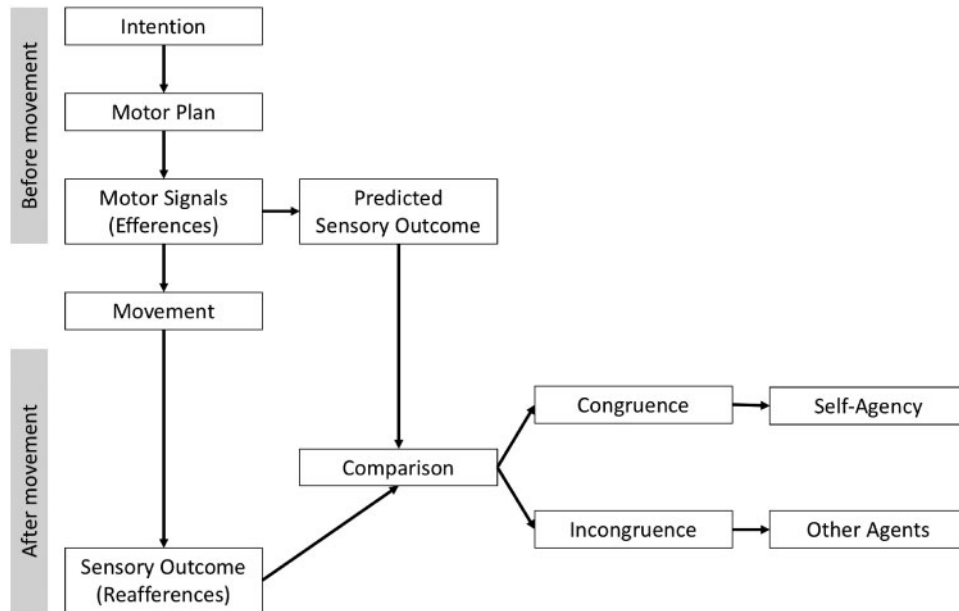 Before movement
Intention
Motor Plan
Motor Signals
(Efferences)
Predicted
Sensory Outcome
Movement
After movement
Congruence
Self-Agency
Comparison
Incongruence
Other Agents
Sensory Outcome
(Reafferences)